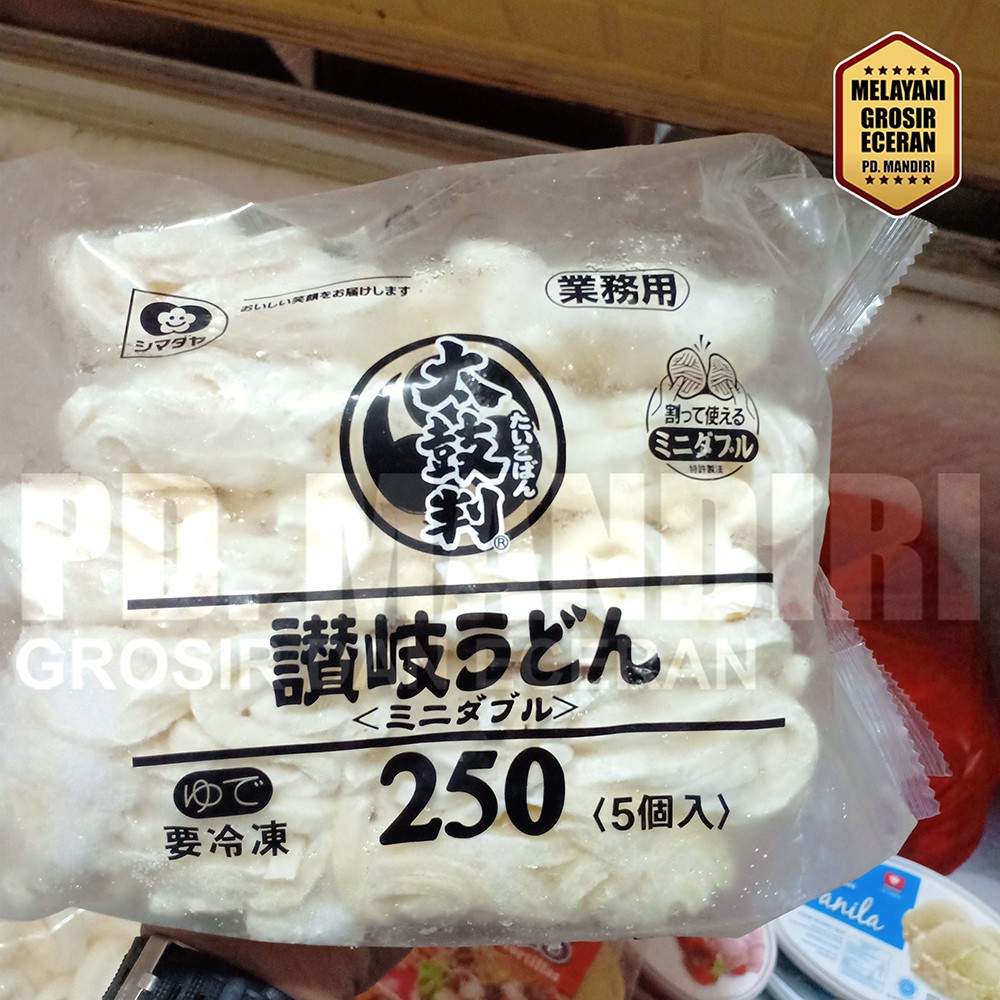 ★★★★★
MELAYANI
GROSIR
ECERAN
PD. MANDIRI
★★★★★
シマダヤ
おいしい笑顔をお届けします
業務用
太鼓判
たいこばん
®
割って使える
ミニダブル
特許製法
PD. MANDIRI
GROSIR DAN ECERAN
讃岐うどん
<ミニダブル>
ゆで
要冷凍
250
〈5個入〉
anila